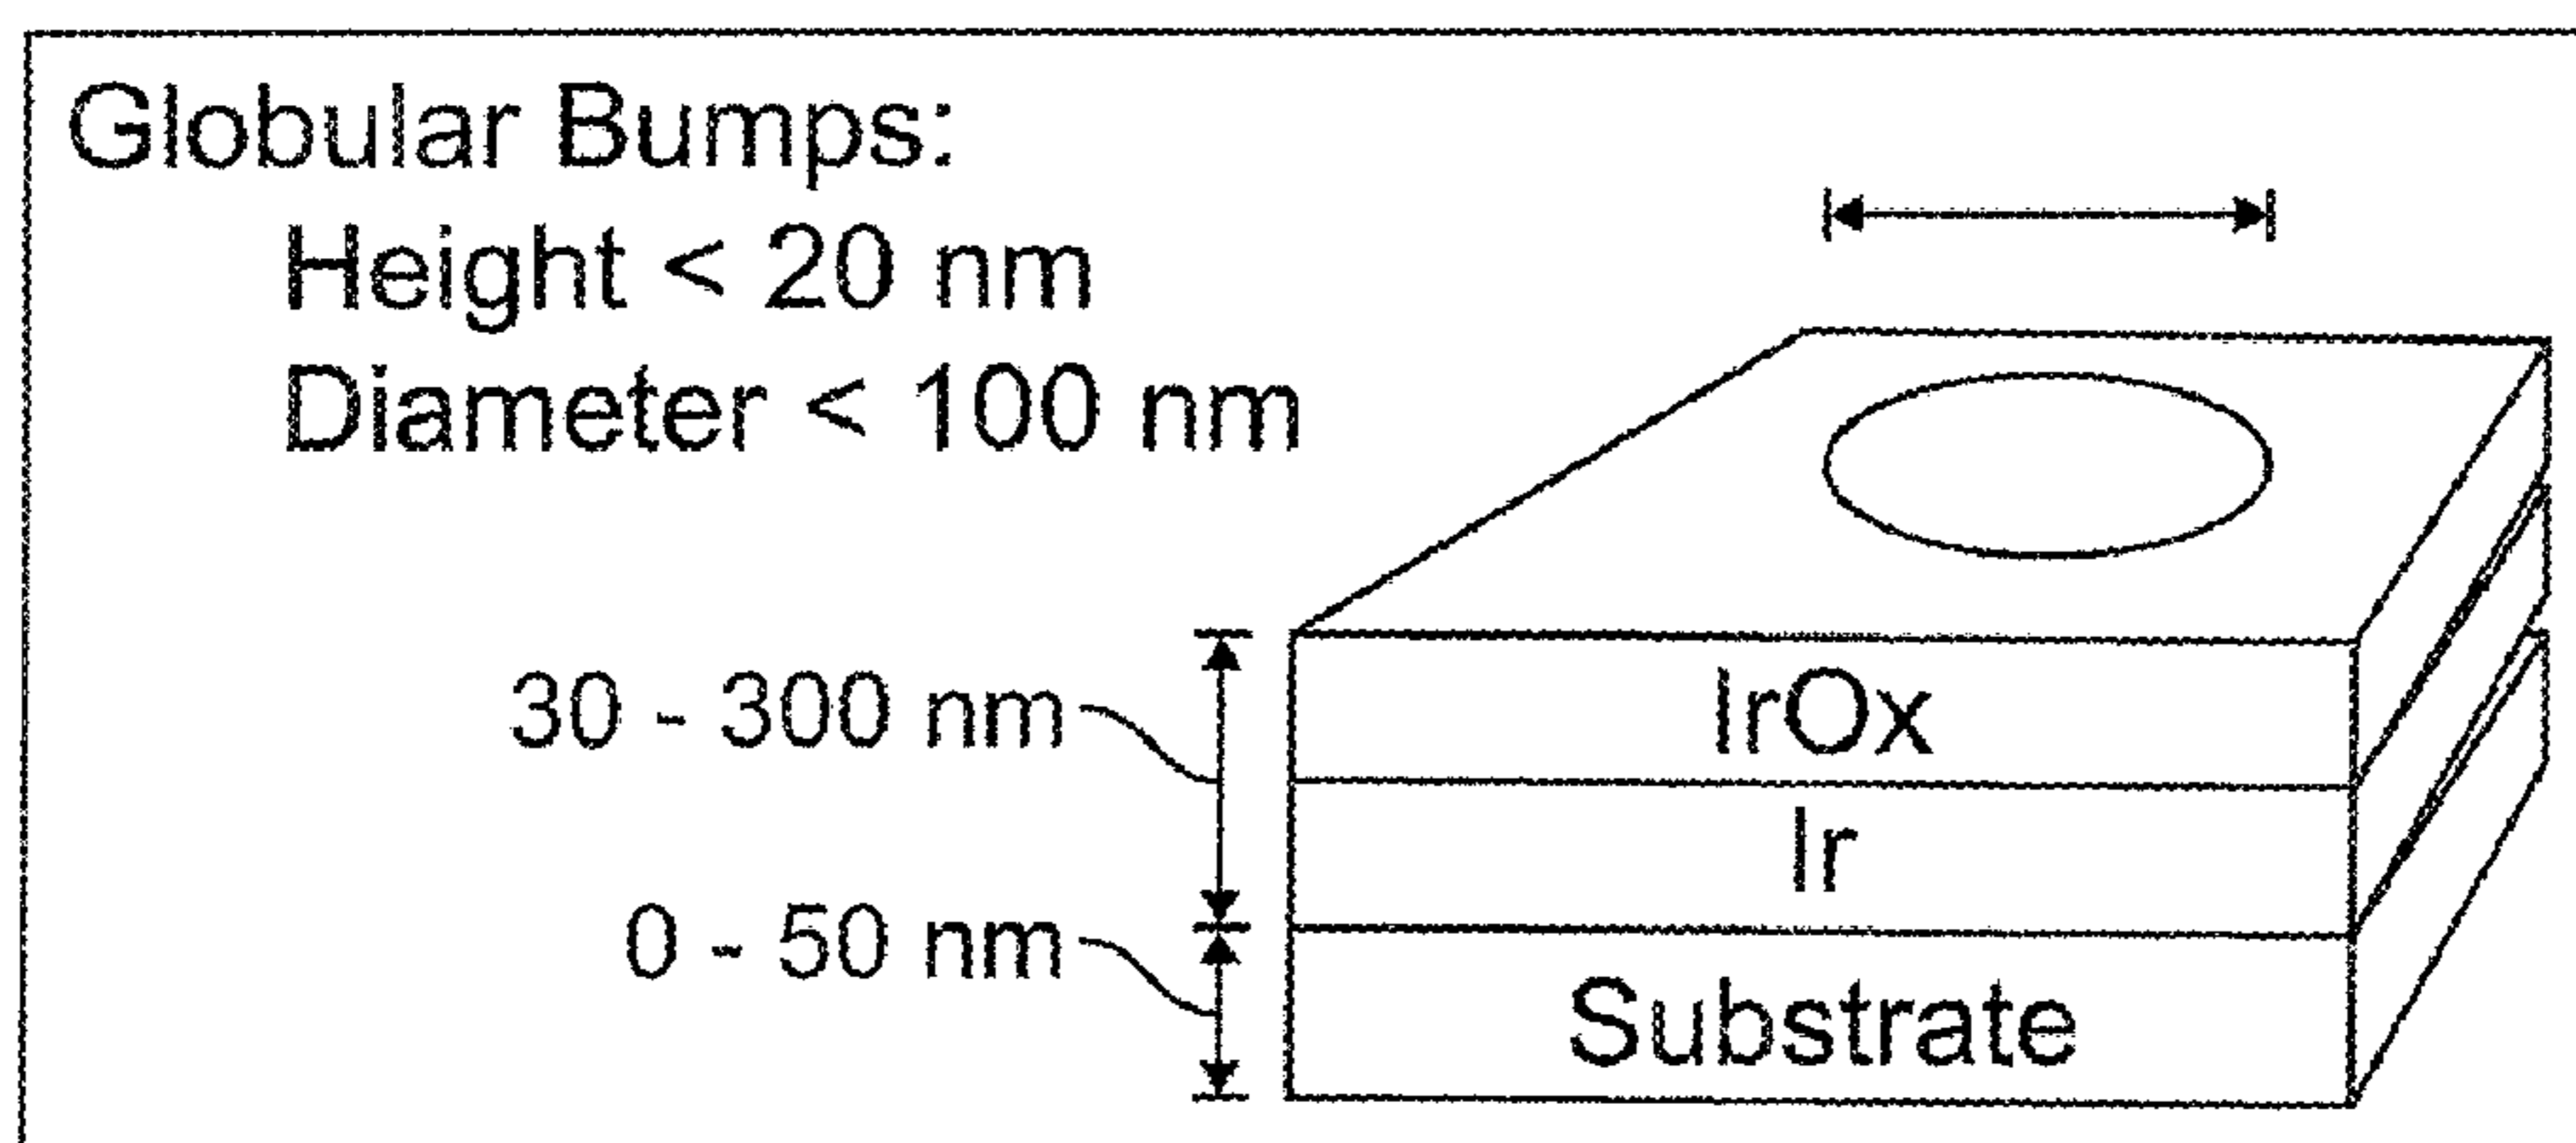 Globular Bumps:
Height < 20 nm
Diameter < 100 nm
30 - 300 nm
IrOx
Ir
0 - 50 nm
Substrate